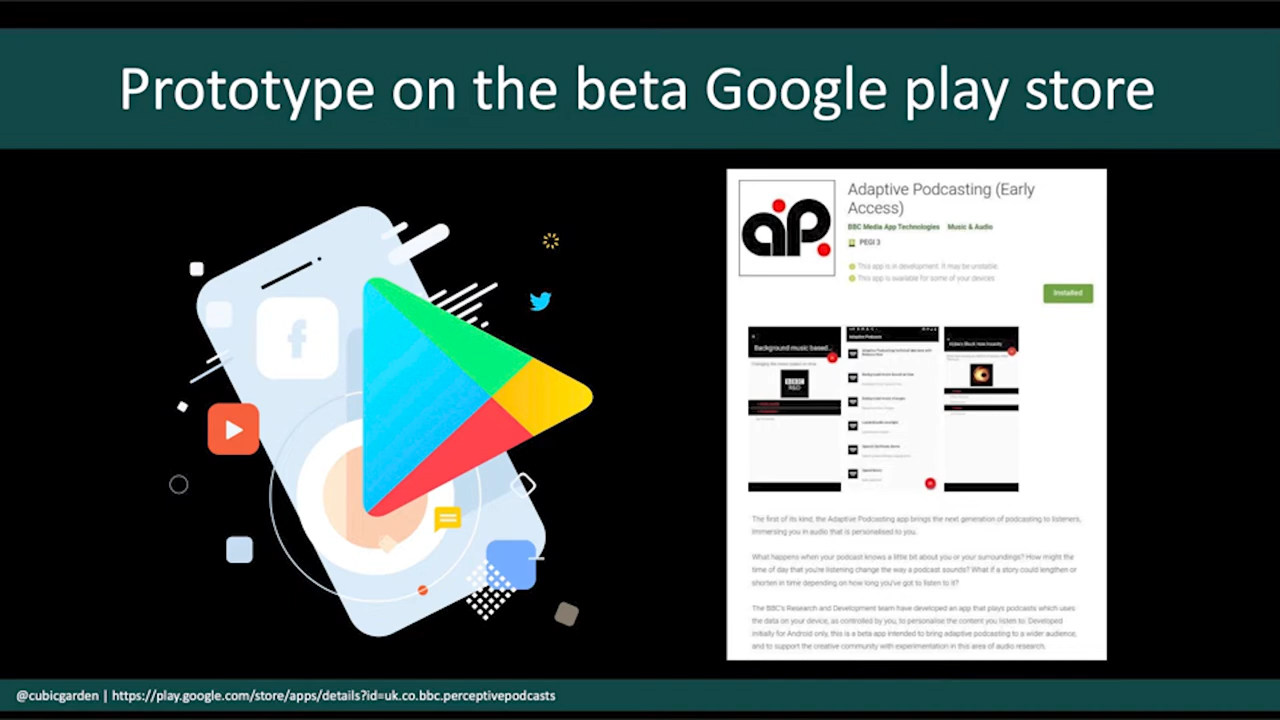 Prototype on the beta Google play store
aP
Adaptive Podcasting (Early
Access)
BBC Media App Technologies Music & Audio
PEGI 3
This app is in development. It may be unstable.
This app is available for some of your devices
Installed
Background music based...
Adaptive Podcasts
BBC
R&D
The first of its kind, the Adaptive Podcasting app brings the next generation of podcasting to listeners,
immersing you in audio that is personalised to you.
What happens when your podcast knows a little bit about you or your surroundings? How might the
time of day that you're listening change the way a podcast sounds? What if a story could lengthen or
shorten in time depending on how long you've got to listen to it?
The BBC's Research and Development team have developed an app that plays podcasts which uses
the data on your device, as controlled by you, to personalise the content you listen to. Developed
initially for Android only, this is a beta app intended to bring adaptive podcasting to a wider audience,
and to support the creative community with experimentation in this area of audio research.
@cubicgarden | https://play.google.com/store/apps/details?id=uk.co.bbc.perceptivepodcasts